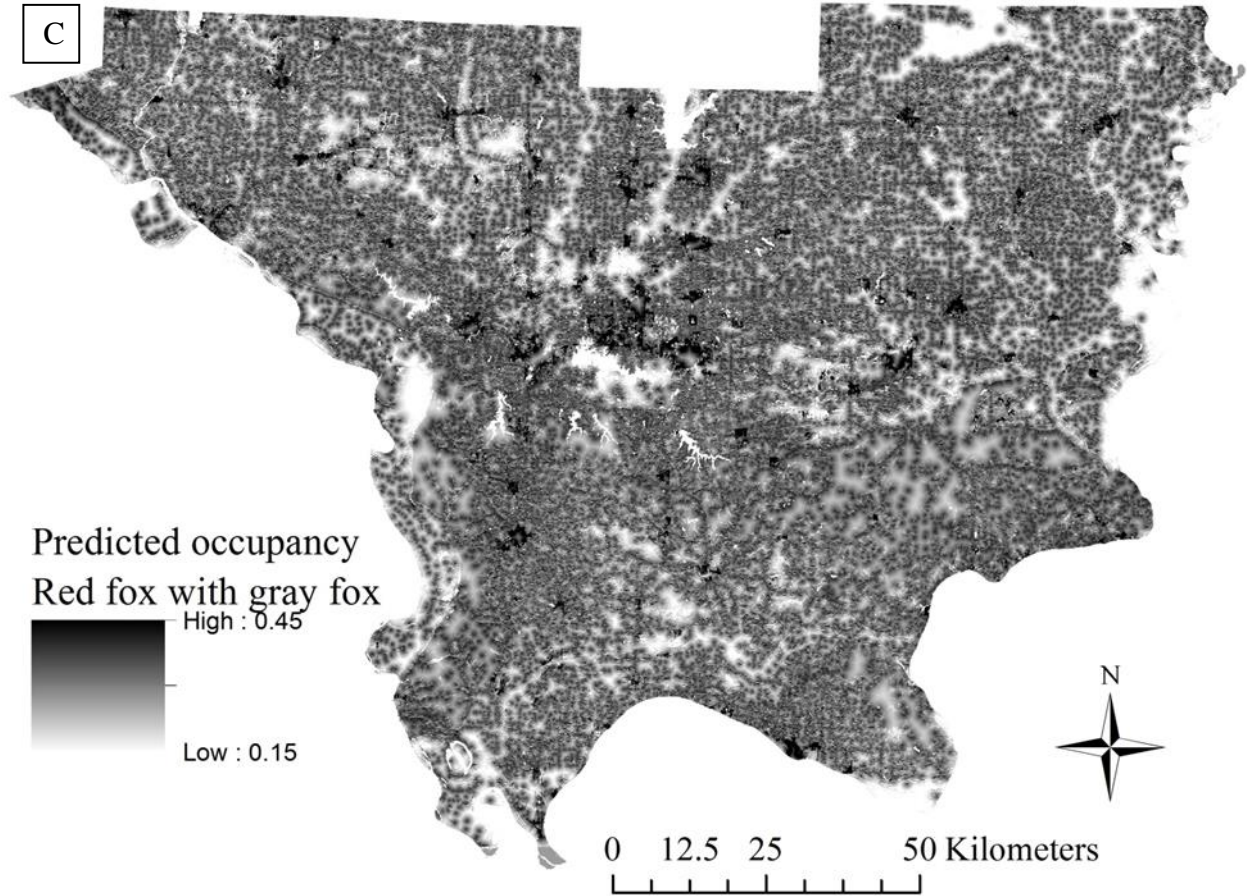 C
Predicted occupancy
Red fox with gray fox
High : 0.45
Low : 0.15
N
0 12.5 25 50 Kilometers